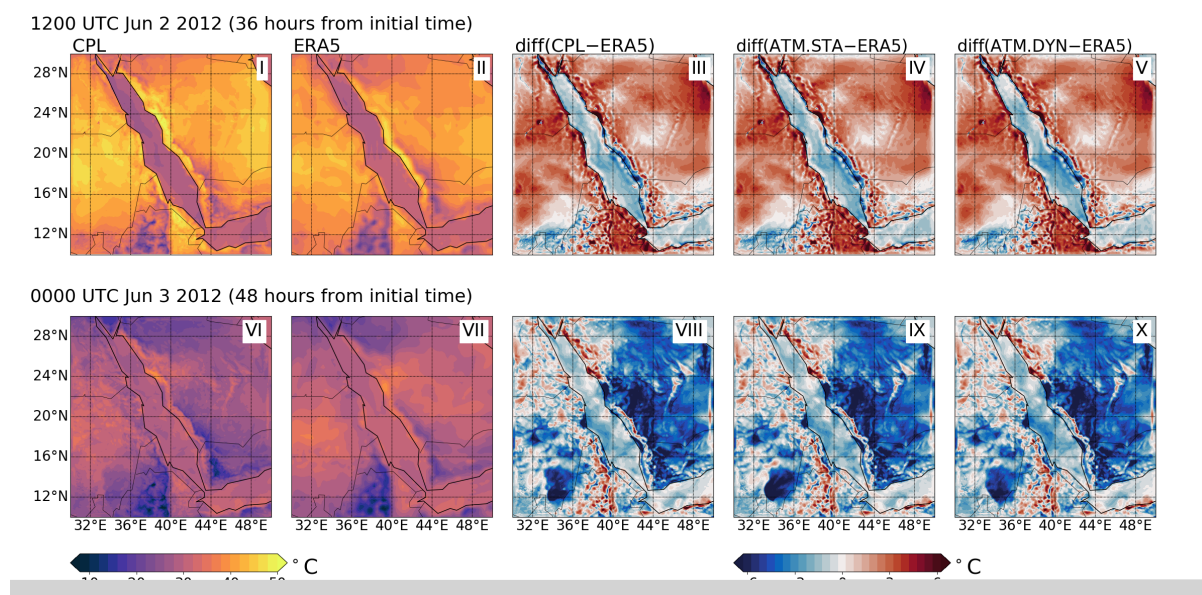 1200 UTC Jun 2 2012 (36 hours from initial time)
CPL ERA5 diff(CPL−ERA5) diff(ATM.STA−ERA5) diff(ATM.DYN−ERA5)
I II III IV V
28°N
24°N
20°N
16°N
12°N
0000 UTC Jun 3 2012 (48 hours from initial time)
VI VII VIII IX X
28°N
24°N
20°N
16°N
12°N
32°E 36°E 40°E 44°E 48°E 32°E 36°E 40°E 44°E 48°E 32°E 36°E 40°E 44°E 48°E 32°E 36°E 40°E 44°E 48°E 32°E 36°E 40°E 44°E 48°E
°C °C